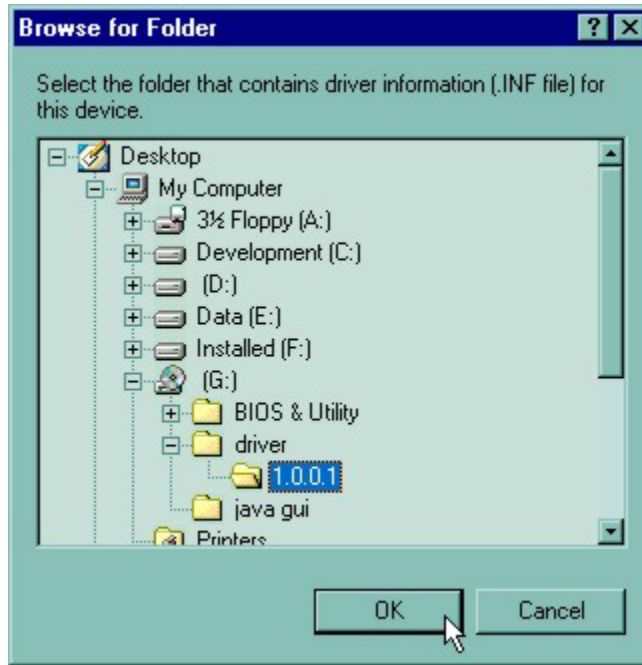 Browse for Folder
Select the folder that contains driver information (.INF file) for
this device.
Desktop
My Computer
3½ Floppy (A:)
Development (C:)
(D:)
Data (E:)
Installed (F:)
(G:)
BIOS & Utility
driver
1.0.0.1
java gui
Printers
OK Cancel